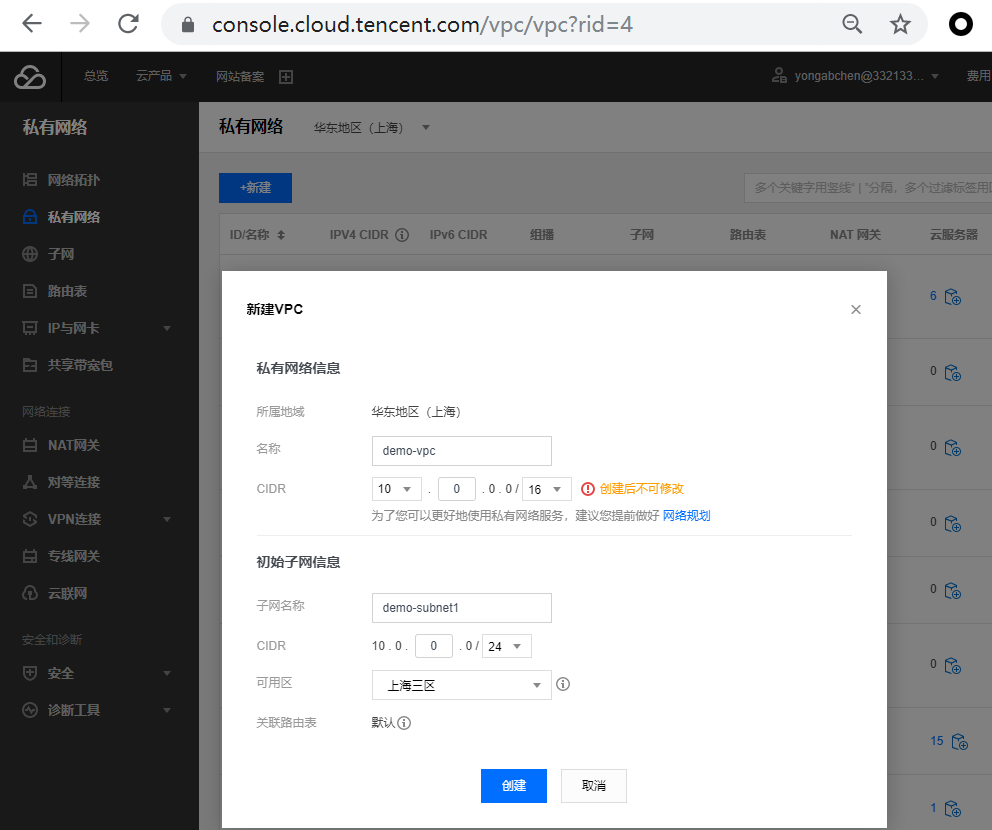 console.cloud.tencent.com/vpc/vpc?rid=4
总览 云产品 网站备案 yongabchen@332133... 费用
私有网络
私有网络 华东地区（上海）
网络拓扑
+新建 多个关键字用竖线" | "分隔，多个过滤标签用
私有网络
ID/名称 IPV4 CIDR IPv6 CIDR 组播 子网 路由表 NAT 网关 云服务器
子网
路由表
6
IP与网卡
共享带宽包
0
网络连接
NAT网关
0
对等连接
VPN连接
0
专线网关
云联网
0
安全和诊断
安全
0
诊断工具
15
1
新建VPC
私有网络信息
所属地域 华东地区（上海）
名称 demo-vpc
CIDR 10 . 0 . 0 . 0 / 16 创建后不可修改
为了您可以更好地使用私有网络服务，建议您提前做好 网络规划
初始子网信息
子网名称 demo-subnet1
CIDR 10 . 0 . 0 . 0 / 24
可用区 上海三区
关联路由表 默认
创建 取消